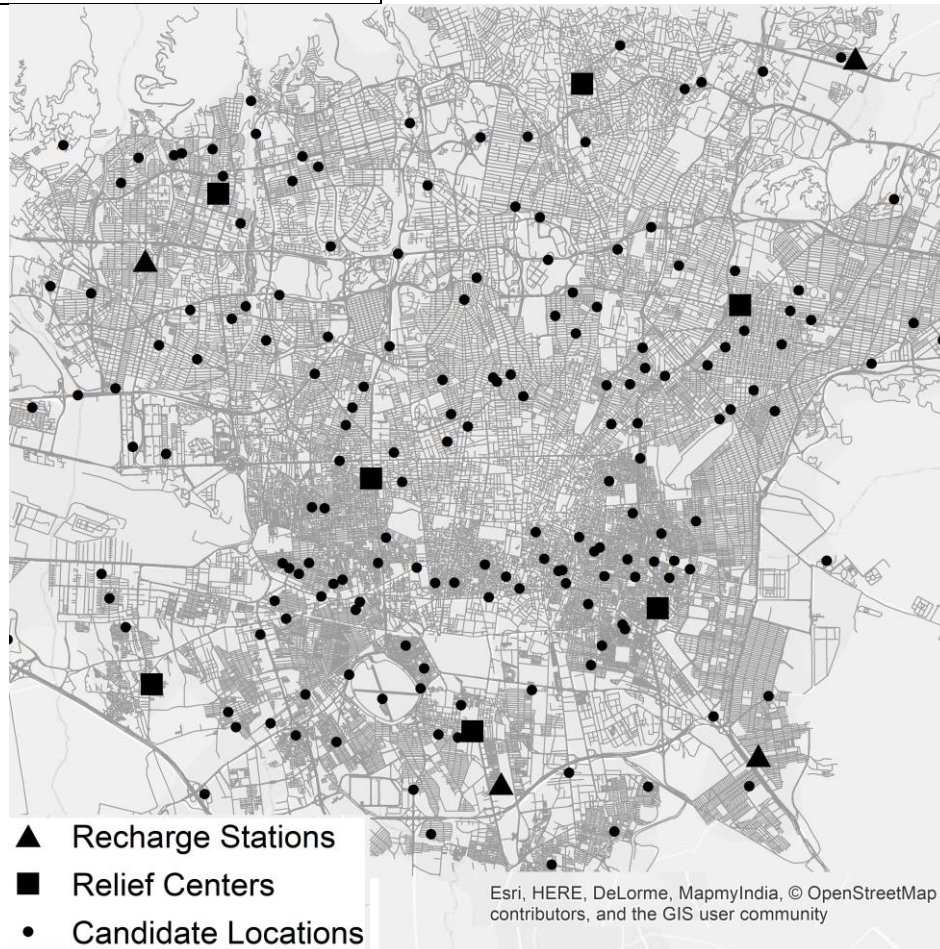 Recharge Stations
Relief Centers
Candidate Locations
Esri, HERE, DeLorme, MapmyIndia, © OpenStreetMap
contributors, and the GIS user community